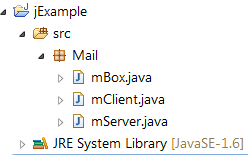 jExample
src
Mail
mBox.java
mClient.java
mServer.java
JRE System Library [JavaSE-1.6]